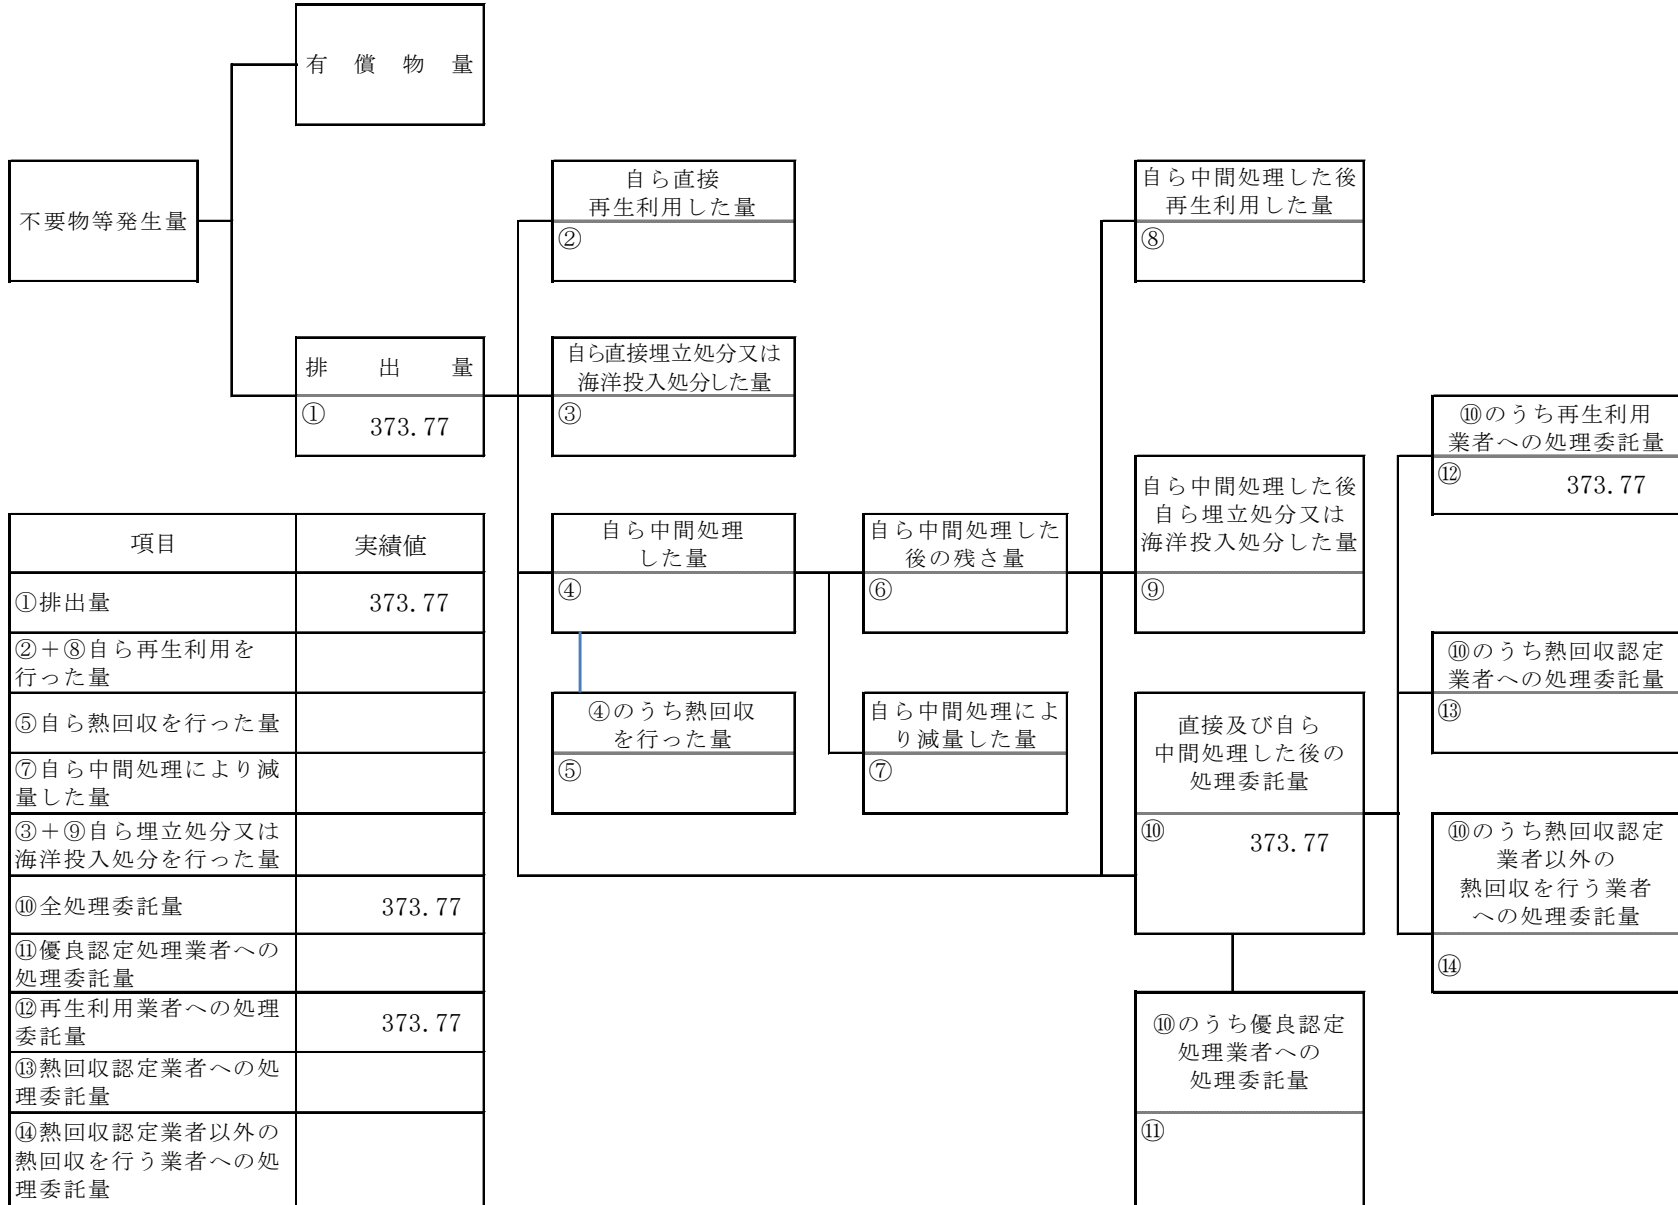 有償物量
不要物等発生量
排出量
① 373.77
自ら直接
再生利用した量
②
自ら直接埋立処分又は
海洋投入処分した量
③
自ら中間処理
した量
④
④のうち熱回収
を行った量
⑤
自ら中間処理した
後の残さ量
⑥
自ら中間処理によ
り減量した量
⑦
自ら中間処理した後
再生利用した量
⑧
自ら中間処理した後
自ら埋立処分又は
海洋投入処分した量
⑨
直接及び自ら
中間処理した後の
処理委託量
⑩ 373.77
⑩のうち優良認定
処理業者への
処理委託量
⑪
⑩のうち再生利用
業者への処理委託量
⑫ 373.77
⑩のうち熱回収認定
業者への処理委託量
⑬
⑩のうち熱回収認定
業者以外の
熱回収を行う業者
への処理委託量
⑭
項目 実績値
①排出量 373.77
②+⑧自ら再生利用を
行った量
⑤自ら熱回収を行った量
⑦自ら中間処理により減
量した量
③+⑨自ら埋立処分又は
海洋投入処分を行った量
⑩全処理委託量 373.77
⑪優良認定処理業者への
処理委託量
⑫再生利用業者への処理
委託量 373.77
⑬熱回収認定業者への処
理委託量
⑭熱回収認定業者以外の
熱回収を行う業者への処
理委託量